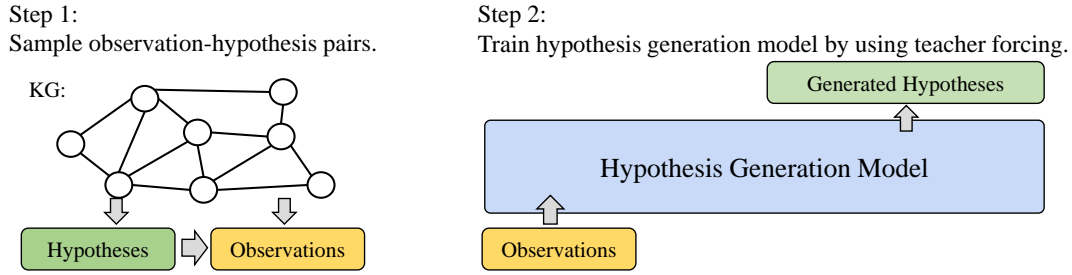 Step 1:
Sample observation-hypothesis pairs.
KG:
Hypotheses
Observations
Step 2:
Train hypothesis generation model by using teacher forcing.
Generated Hypotheses
Hypothesis Generation Model
Observations